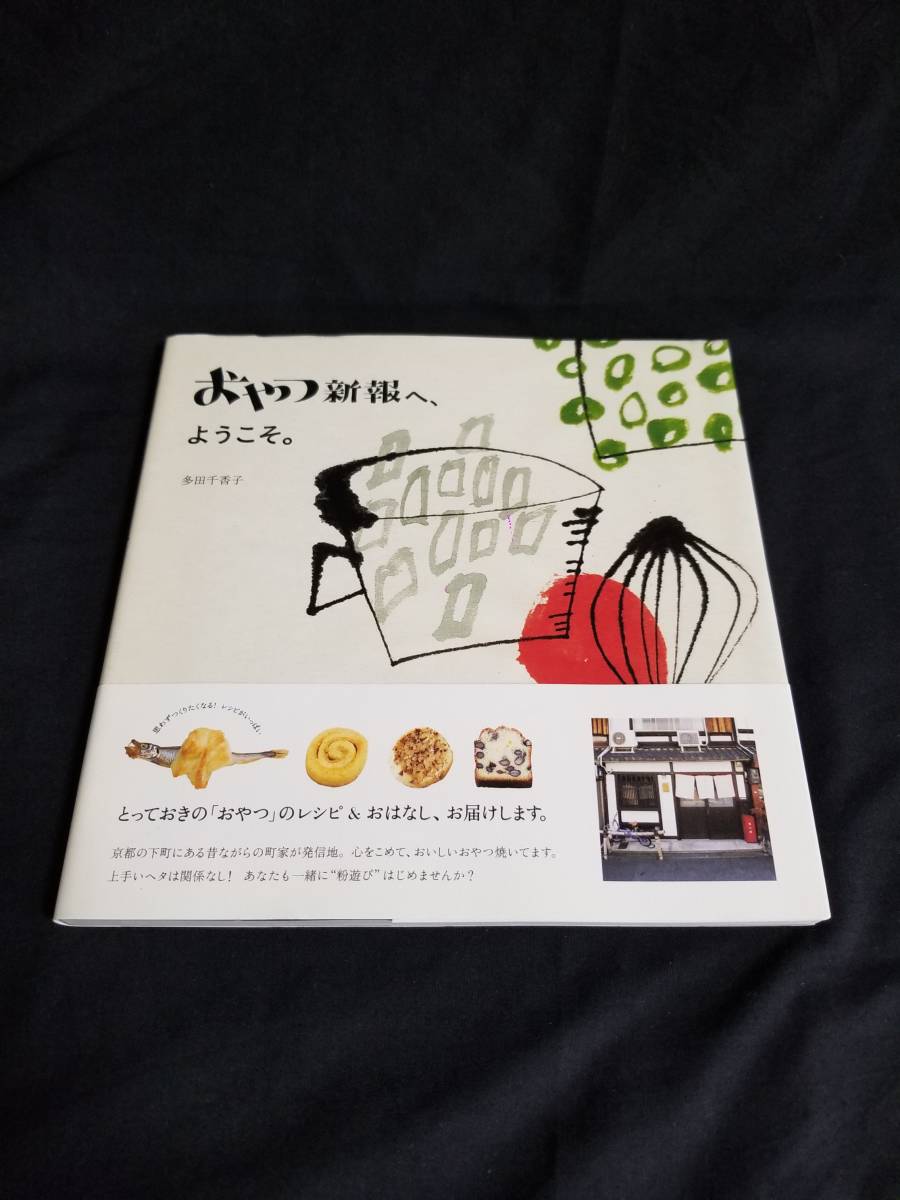 おやつ新報へ、
ようこそ。
多田千香子
思わずつくりたくなる! レシピがいっぱい
とっておきの「おやつ」のレシピ & おはなし、お届けします。
京都の下町にある昔ながらの町家が発信地。心をこめて、おいしいおやつ焼いてます。
上手いヘタは関係なし! あなたも一緒に“粉遊び”はじめませんか?